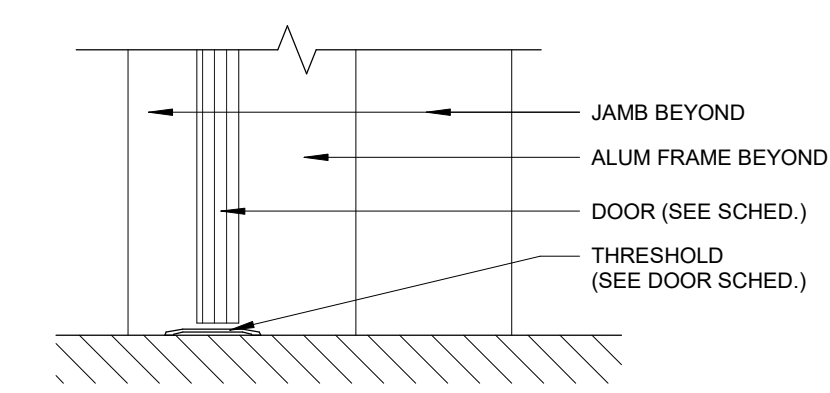 JAMB BEYOND
ALUM FRAME BEYOND
DOOR (SEE SCHED.)
THRESHOLD
(SEE DOOR SCHED.)